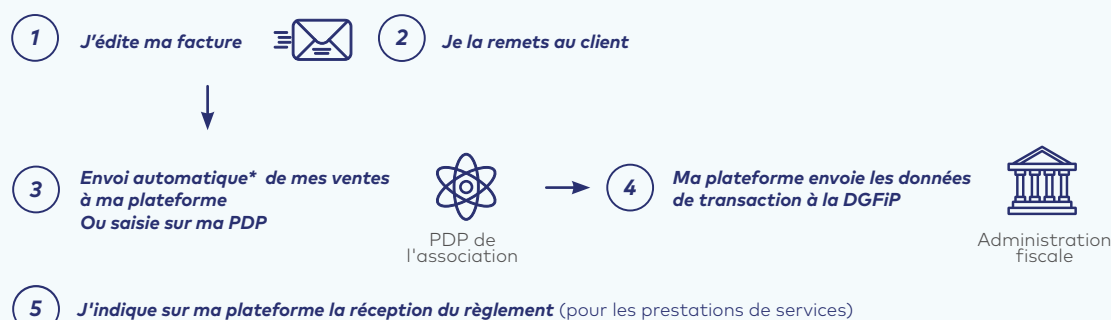 1 J'édite ma facture
2 Je la remets au client
3 Envoi automatique* de mes ventes
à ma plateforme
Ou saisie sur ma PDP
PDP de
l'association
4 Ma plateforme envoie les données
de transaction à la DGFiP
Administration
fiscale
5 J'indique sur ma plateforme la réception du règlement (pour les prestations de services)